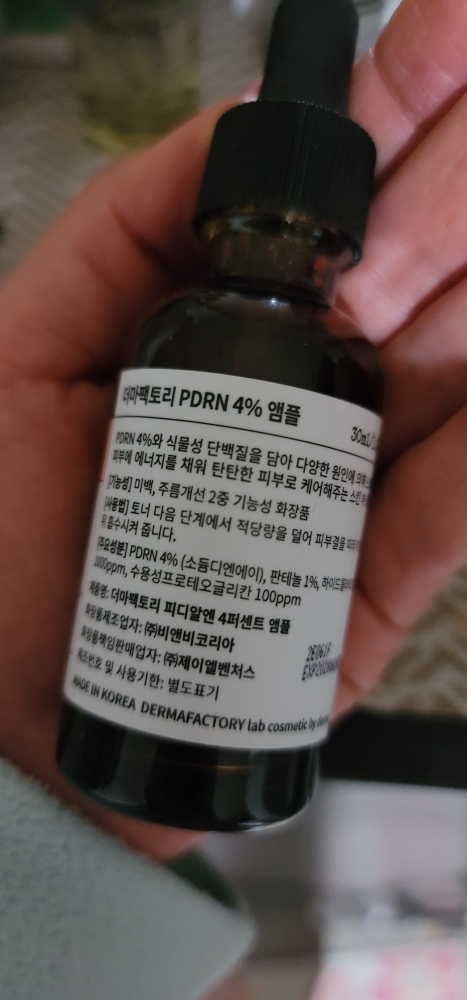 더마팩토리 PDRN 4% 앰플
30mL
PDRN 4%와 식물성 단백질을 담아 다양한 원인에 의해
피부에 에너지를 채워 탄탄한 피부로 케어해주는 스킨
[기능성] 미백, 주름개선 2중 기능성 화장품
[사용법] 토너 다음 단계에서 적당량을 덜어 피부결을 따라
뒤 흡수시켜 줍니다.
[주요성분] PDRN 4% (소듐디엔에이), 판테놀 1%,
1000ppm, 수용성프로테오글리칸 100ppm
제품명: 더마팩토리 피디알엔 4퍼센트 앰플
화장품제조업자: ㈜비앤비코리아
화장품책임판매업자: ㈜제이엘벤처스
제조번호 및 사용기한: 별도표기
MADE IN KOREA DERMAFACTORY lab cosmetic by